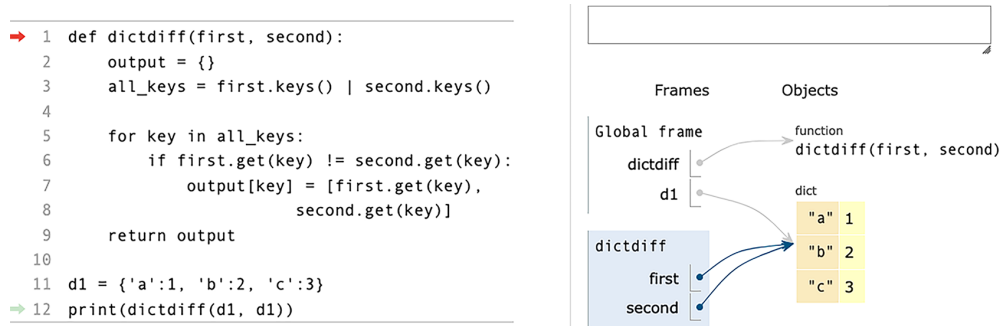 1 def dictdiff(first, second):
2     output = {}
3     all_keys = first.keys() | second.keys()
4
5     for key in all_keys:
6         if first.get(key) != second.get(key):
7             output[key] = [first.get(key),
8                        second.get(key)]
9     return output
10
11 d1 = {'a':1, 'b':2, 'c':3}
12 print(dictdiff(d1, d1))
Frames Objects
Global frame
dictdiff
d1
function
dictdiff(first, second)
dict
"a" 1
"b" 2
"c" 3
dictdiff
first
second